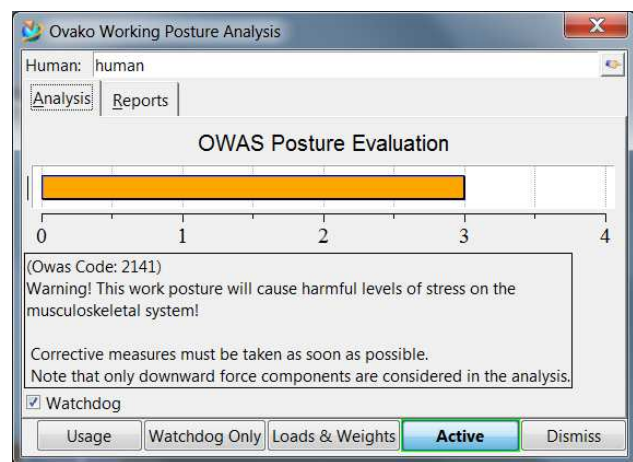 Ovako Working Posture Analysis
Human: human
Analysis Reports
OWAS Posture Evaluation
0 1 2 3 4
(Owas Code: 2141)
Warning! This work posture will cause harmful levels of stress on the
musculoskeletal system!
Corrective measures must be taken as soon as possible.
Note that only downward force components are considered in the analysis.
Watchdog
Usage Watchdog Only Loads & Weights Active Dismiss